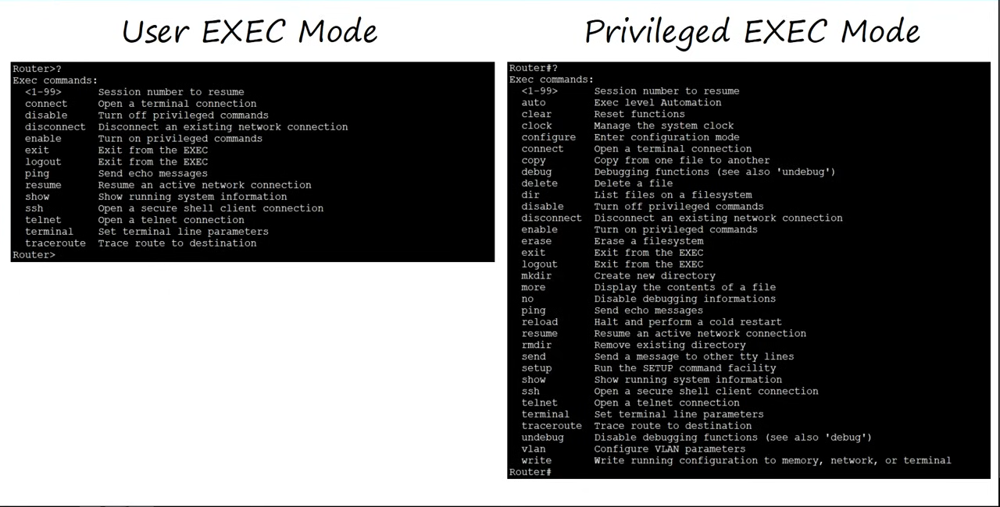 User EXEC Mode
Router>?
Exec commands:
<1-99> Session number to resume
connect Open a terminal connection
disable Turn off privileged commands
disconnect Disconnect an existing network connection
enable Turn on privileged commands
exit Exit from the EXEC
logout Exit from the EXEC
ping Send echo messages
resume Resume an active network connection
show Show running system information
ssh Open a secure shell client connection
telnet Open a telnet connection
terminal Set terminal line parameters
traceroute Trace route to destination
Router>
Privileged EXEC Mode
Router#?
Exec commands:
<1-99> Session number to resume
auto Exec level Automation
clear Reset functions
clock Manage the system clock
configure Enter configuration mode
connect Open a terminal connection
copy Copy from one file to another
debug Debugging functions (see also 'undebug')
delete Delete a file
dir List files on a filesystem
disable Turn off privileged commands
disconnect Disconnect an existing network connection
enable Turn on privileged commands
erase Erase a filesystem
exit Exit from the EXEC
logout Exit from the EXEC
mkdir Create new directory
more Display the contents of a file
no Disable debugging informations
ping Send echo messages
reload Halt and perform a cold restart
resume Resume an active network connection
rmdir Remove existing directory
send Send a message to other tty lines
setup Run the SETUP command facility
show Show running system information
ssh Open a secure shell client connection
telnet Open a telnet connection
terminal Set terminal line parameters
traceroute Trace route to destination
undebug Disable debugging functions (see also 'debug')
vlan Configure VLAN parameters
write Write running configuration to memory, network, or terminal
Router#